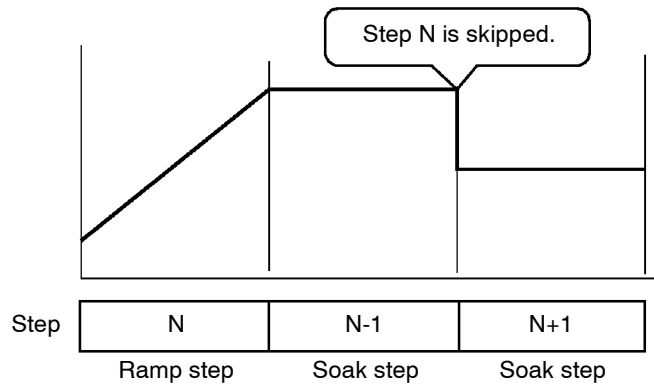 Step N is skipped.
Step N N-1 N+1
Ramp step Soak step Soak step